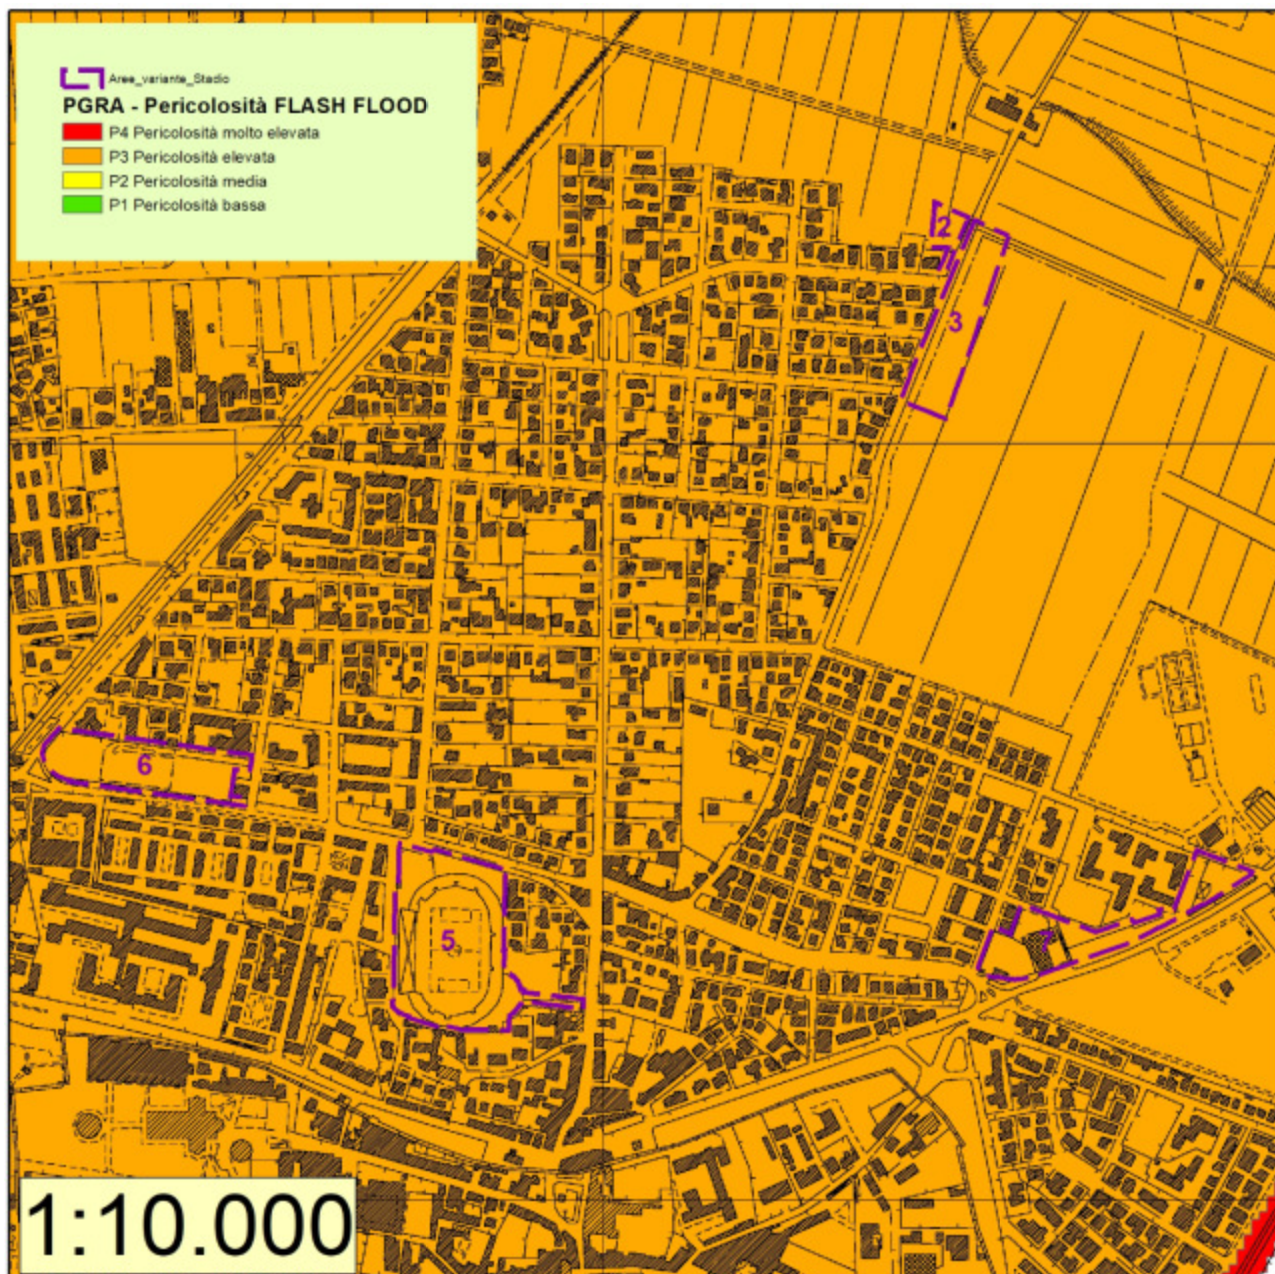 Aree_variante_Stadio
PGRA - Pericolosità FLASH FLOOD
P4 Pericolosità molto elevata
P3 Pericolosità elevata
P2 Pericolosità media
P1 Pericolosità bassa
2
3
6
5
1:10.000